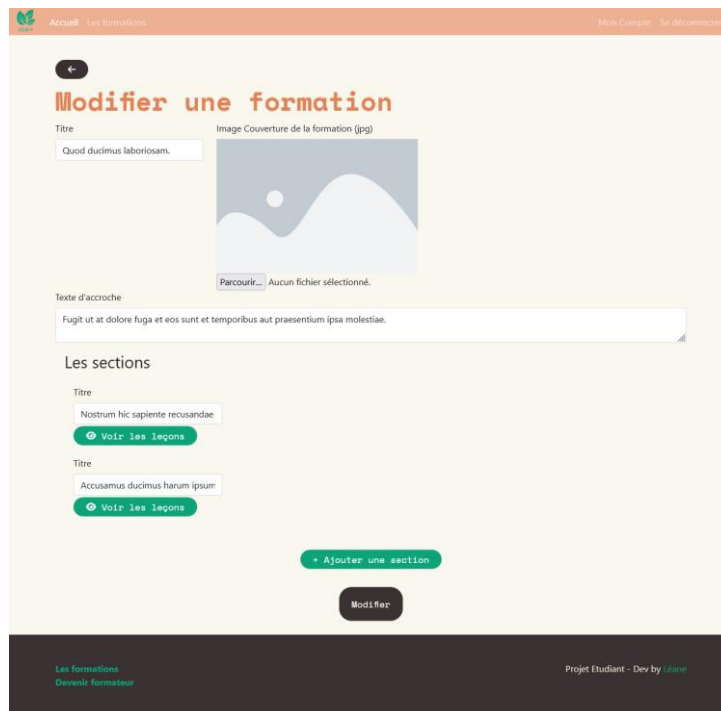 Accueil Les formations Mon Compte Se déconnecter
←
Modifier une formation
Titre
Image Couverture de la formation (jpg)
Quod ducimus laboriosam.
Parcourir... Aucun fichier sélectionné.
Texte d'accroche
Fugit ut at dolore fuga et eos sunt et temporibus aut praesentium ipsa molestiae.
Les sections
Titre
Nostrum hic sapiente recusandae
Voir les leçons
Titre
Accusamus ducimus harum ipsum
Voir les leçons
+ Ajouter une section
Modifier
Les formations
Projet Etudiant - Dev by Léane
Devenir formateur